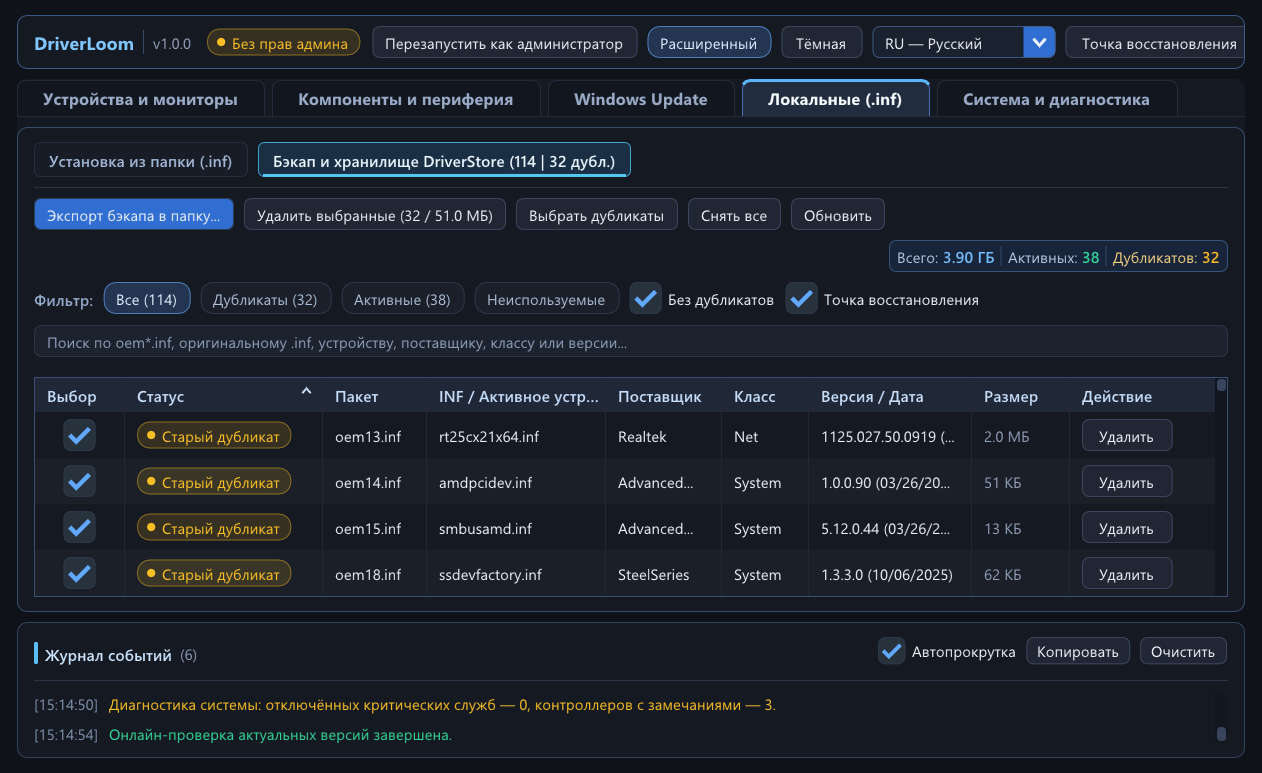 DriverLoom v1.0.0 Без прав админа Перезапустить как администратор Расширенный Тёмная RU — Русский Точка восстановления
Устройства и мониторы Компоненты и периферия Windows Update Локальные (.inf) Система и диагностика
Установка из папки (.inf) Бэкап и хранилище DriverStore (114 | 32 дубл.)
Экспорт бэкапа в папку... Удалить выбранные (32 / 51.0 МБ) Выбрать дубликаты Снять все Обновить
Всего: 3.90 ГБ Активных: 38 Дубликатов: 32
Фильтр: Все (114) Дубликаты (32) Активные (38) Неиспользуемые Без дубликатов Точка восстановления
Поиск по oem*.inf, оригинальному .inf, устройству, поставщику, классу или версии...
Выбор Статус Пакет INF / Активное устр... Поставщик Класс Версия / Дата Размер Действие
Старый дубликат oem13.inf rt25cx21x64.inf Realtek Net 1125.027.50.0919 (... 2.0 МБ Удалить
Старый дубликат oem14.inf amdpcidev.inf Advanced... System 1.0.0.90 (03/26/20... 51 КБ Удалить
Старый дубликат oem15.inf smbusamd.inf Advanced... System 5.12.0.44 (03/26/2... 13 КБ Удалить
Старый дубликат oem18.inf ssdevfactory.inf SteelSeries System 1.3.3.0 (10/06/2025) 62 КБ Удалить
Журнал событий (6) Автопрокрутка Копировать Очистить
[15:14:50] Диагностика системы: отключённых критических служб — 0, контроллеров с замечаниями — 3.
[15:14:54] Онлайн-проверка актуальных версий завершена.